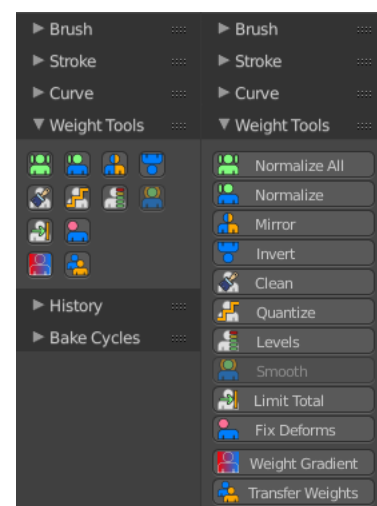 Brush
Stroke
Curve
Weight Tools
History
Bake Cycles
Brush
Stroke
Curve
Weight Tools
Normalize All
Normalize
Mirror
Invert
Clean
Quantize
Levels
Smooth
Limit Total
Fix Deforms
Weight Gradient
Transfer Weights